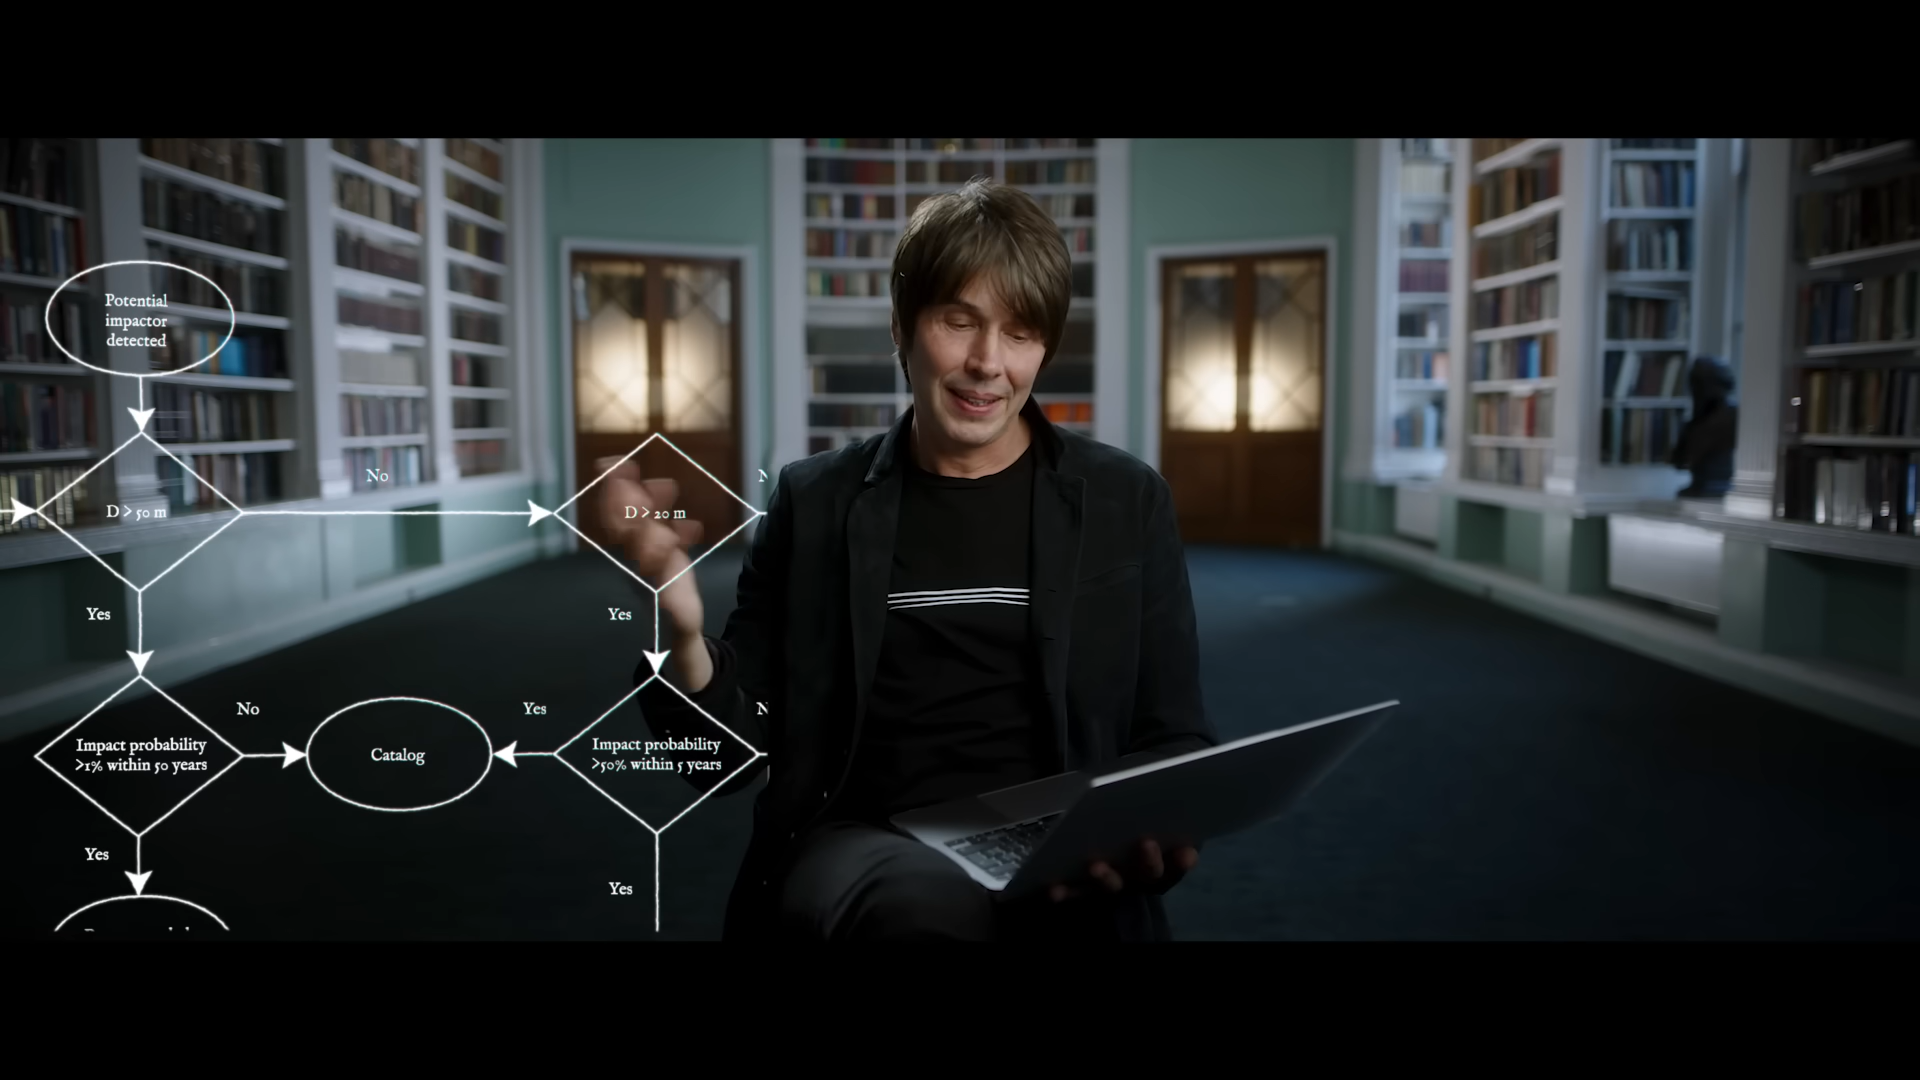 Potential
impactor
detected
No
D > 50 m
D > 20 m
Yes
Yes
No
Yes
Impact probability
>1% within 50 years
Catalog
Impact probability
>50% within 5 years
Yes
Yes